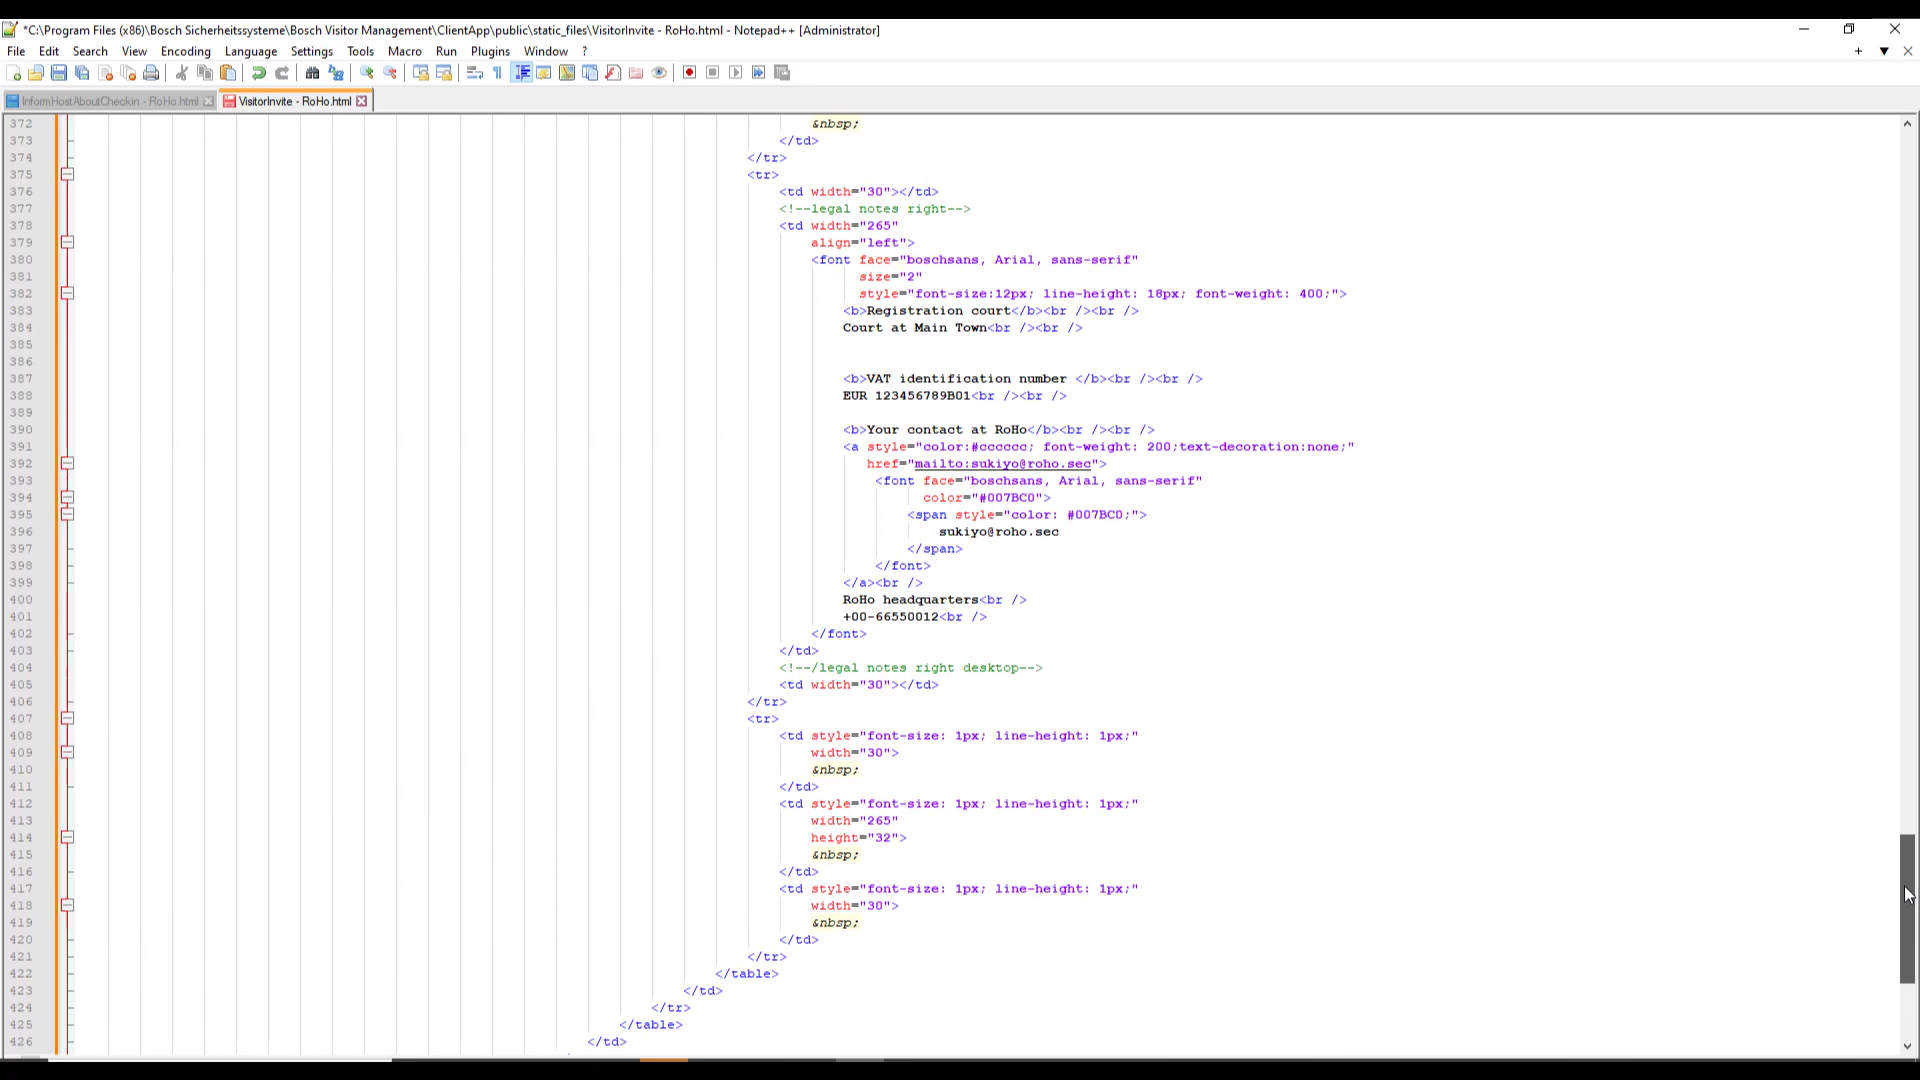 *C:\Program Files (x86)\Bosch Sicherheitssysteme\Bosch Visitor Management\ClientApp\public\static_files\VisitorInvite - RoHo.html - Notepad++ [Administrator]
File Edit Search View Encoding Language Settings Tools Macro Run Plugins Window ?
InformHostAboutCheckin - RoHo.html VisitorInvite - RoHo.html
372 &nbsp;
373 </td>
374 </tr>
375 <tr>
376 <td width="30"></td>
377 <!--legal notes right-->
378 <td width="265"
379 align="left">
380 <font face="boschsans, Arial, sans-serif"
381 size="2"
382 style="font-size:12px; line-height: 18px; font-weight: 400;">
383 <b>Registration court</b><br /><br />
384 Court at Main Town<br /><br />
385
386
387 <b>VAT identification number </b><br /><br />
388 EUR 123456789B01<br /><br />
389
390 <b>Your contact at RoHo</b><br /><br />
391 <a style="color:#cccccc; font-weight: 200;text-decoration:none;"
392 href="mailto:sukiyo@roho.sec">
393 <font face="boschsans, Arial, sans-serif"
394 color="#007BC0">
395 <span style="color: #007BC0;">
396 sukiyo@roho.sec
397 </span>
398 </font>
399 </a><br />
400 RoHo headquarters<br />
401 +00-66550012<br />
402 </font>
403 </td>
404 <!--/legal notes right desktop-->
405 <td width="30"></td>
406 </tr>
407 <tr>
408 <td style="font-size: 1px; line-height: 1px;"
409 width="30">
410 &nbsp;
411 </td>
412 <td style="font-size: 1px; line-height: 1px;"
413 width="265"
414 height="32">
415 &nbsp;
416 </td>
417 <td style="font-size: 1px; line-height: 1px;"
418 width="30">
419 &nbsp;
420 </td>
421 </tr>
422 </table>
423 </td>
424 </tr>
425 </table>
426 </td>